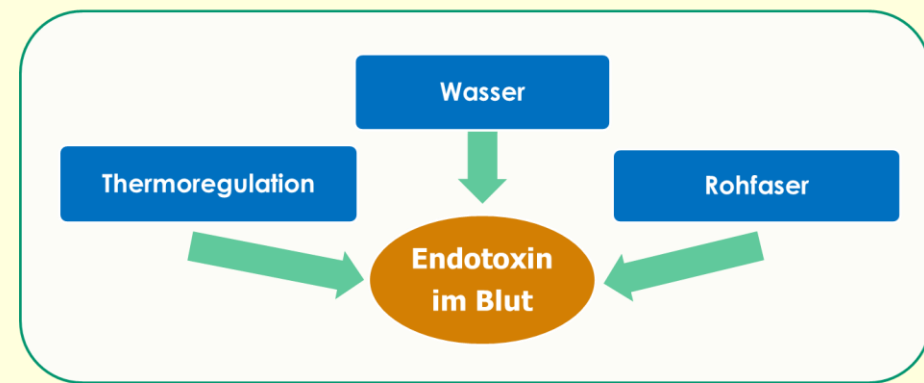 Wasser
Thermoregulation
Rohfaser
Endotoxin
im Blut